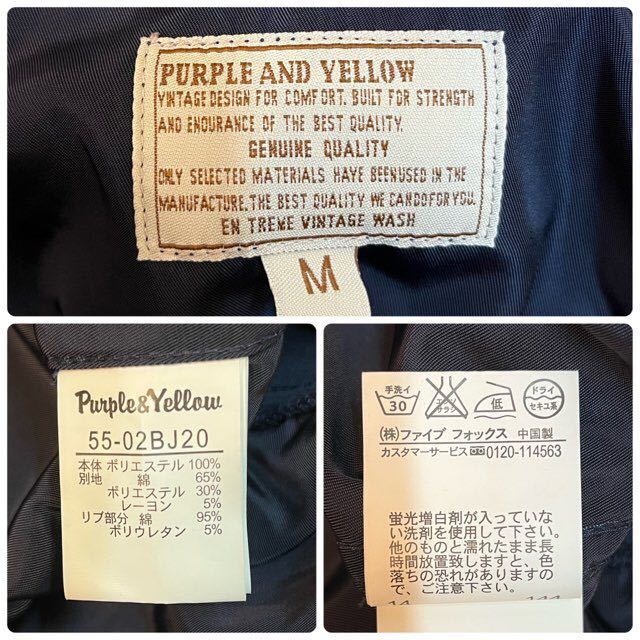 PURPLE AND YELLOW
VINTAGE DESIGN FOR COMFORT. BUILT FOR STRENGTH
AND ENDURANCE OF THE BEST QUALITY.
GENUINE QUALITY
ONLY SELECTED MATERIALS HAVE BEENUSED IN THE
MANUFACTURE.THE BEST QUALITY WE CANDOFORYOU.
EN TREME VINTAGE WASH
M
Purple&Yellow
55-02BJ20
本体 ポリエステル 100%
別地 綿 65%
ポリエステル 30%
レーヨン 5%
リブ部分 綿 95%
ポリウレタン 5%
手洗イ 30 エンソサラシ 低 ドライ セキユ系
(株)ファイブ フォックス 中国製
カスタマーサービス 0120-114563
蛍光増白剤が入っていな
い洗剤を使用して下さい。
他のものと濡れたまま長
時間放置致しますと、色
落ちの恐れがありますの
で、ご注意下さい。